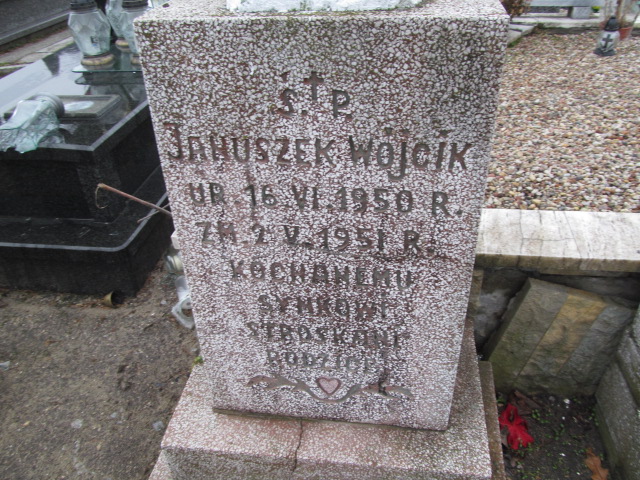 Ś.†P.
JANUSZEK WÓJCIK
UR. 16.VI.1950 R.
ZM. 2.V.1951 R.
KOCHANEMU
SYNKOWI
STROSKANI
RODZICE